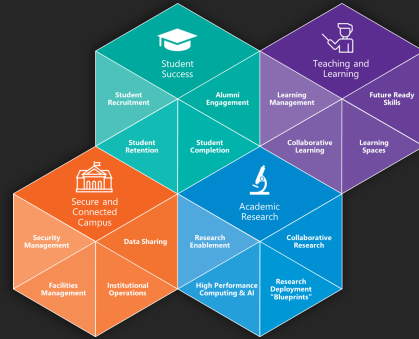 Student
Success
Teaching and
Learning
Student
Recruitment
Alumni
Engagement
Learning
Management
Future Ready
Skills
Student
Retention
Student
Completion
Collaborative
Learning
Learning
Spaces
Secure and
Connected
Campus
Academic
Research
Security
Management
Data Sharing
Research
Enablement
Collaborative
Research
Facilities
Management
Institutional
Operations
High Performance
Computing & AI
Research
Deployment
"Blueprints"